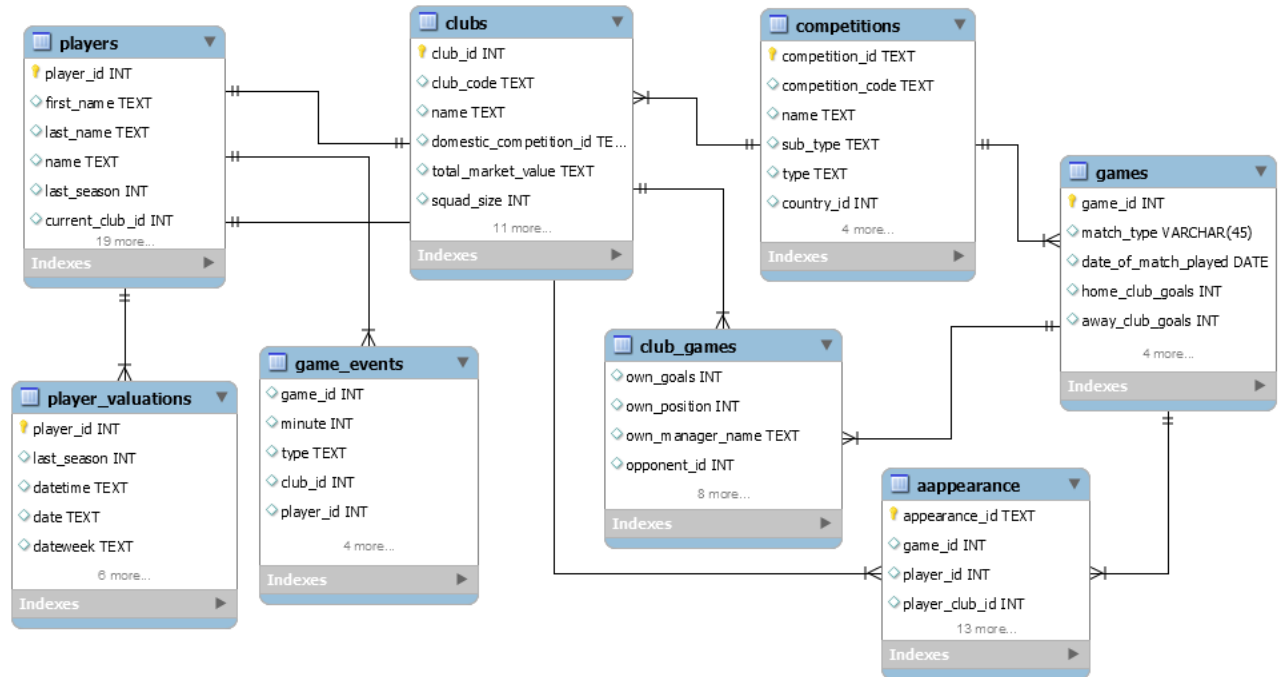 players
player_id INT
first_name TEXT
last_name TEXT
name TEXT
last_season INT
current_club_id INT
19 more...
Indexes
clubs
club_id INT
club_code TEXT
name TEXT
domestic_competition_id TE...
total_market_value TEXT
squad_size INT
11 more...
Indexes
competitions
competition_id TEXT
competition_code TEXT
name TEXT
sub_type TEXT
type TEXT
country_id INT
4 more...
Indexes
games
game_id INT
match_type VARCHAR(45)
date_of_match_played DATE
home_club_goals INT
away_club_goals INT
4 more...
Indexes
player_valuations
player_id INT
last_season INT
datetime TEXT
date TEXT
dateweek TEXT
6 more...
Indexes
game_events
game_id INT
minute INT
type TEXT
club_id INT
player_id INT
4 more...
Indexes
club_games
own_goals INT
own_position INT
own_manager_name TEXT
opponent_id INT
8 more...
Indexes
aappearance
appearance_id TEXT
game_id INT
player_id INT
player_club_id INT
13 more...
Indexes